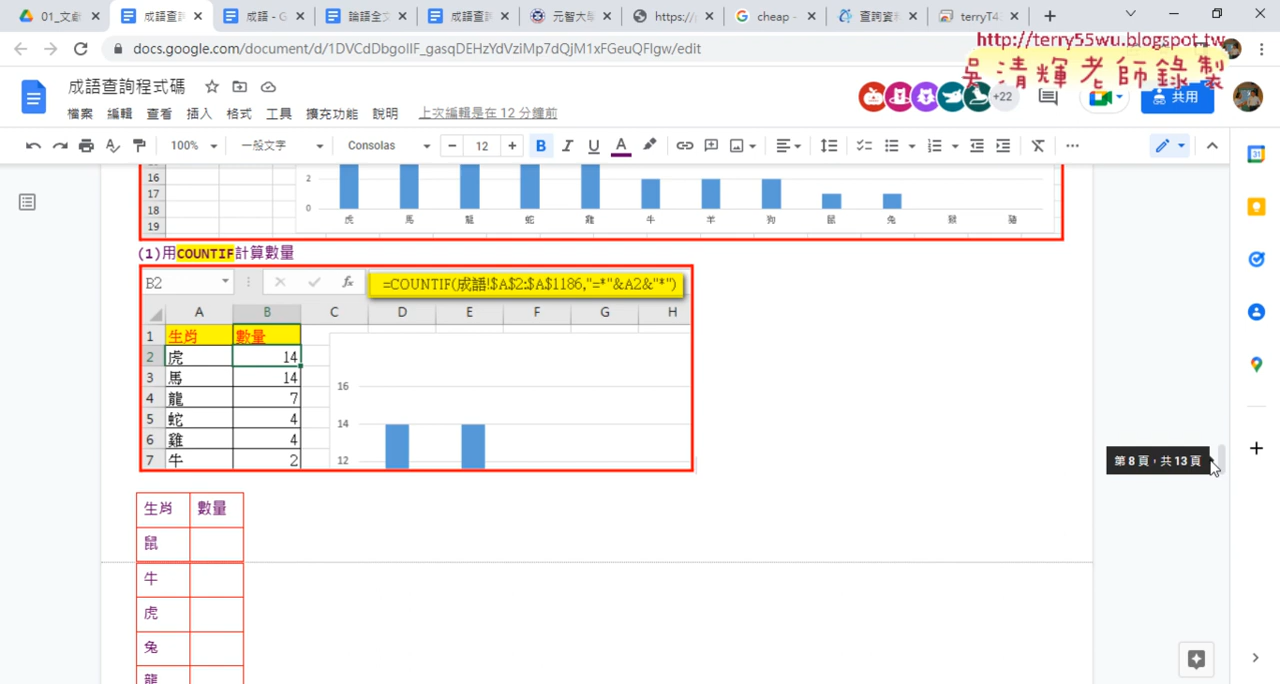 01_文獻
成語查詢
成語 - G
論語全文
成語查詢
元智大學
https://
cheap -
查詢資料
terryT4
docs.google.com/document/d/1DVCdDbgoIIF_gasqDEHzYdVziMp7dQjM1xFGeuQFIgw/edit
http://terry55wu.blogspot.tw
吳清輝老師錄製
成語查詢程式碼
檔案 編輯 查看 插入 格式 工具 擴充功能 說明 上次編輯是在 12 分鐘前
+22
共用
100% 一般文字 Consolas 12 B I U A
16
17
18
19
2
0
虎 馬 龍 蛇 雞 牛 羊 狗 鼠 兔 猴 豬
(1)用COUNTIF計算數量
B2 fx =COUNTIF(成語!$A$2:$A$1186,"=*"&A2&"*")
A B C D E F G H
1 生肖 數量
2 虎 14
3 馬 14
4 龍 7
5 蛇 4
6 雞 4
7 牛 2
16
14
12
第 8 頁，共 13 頁
生肖 數量
鼠
牛
虎
兔
龍